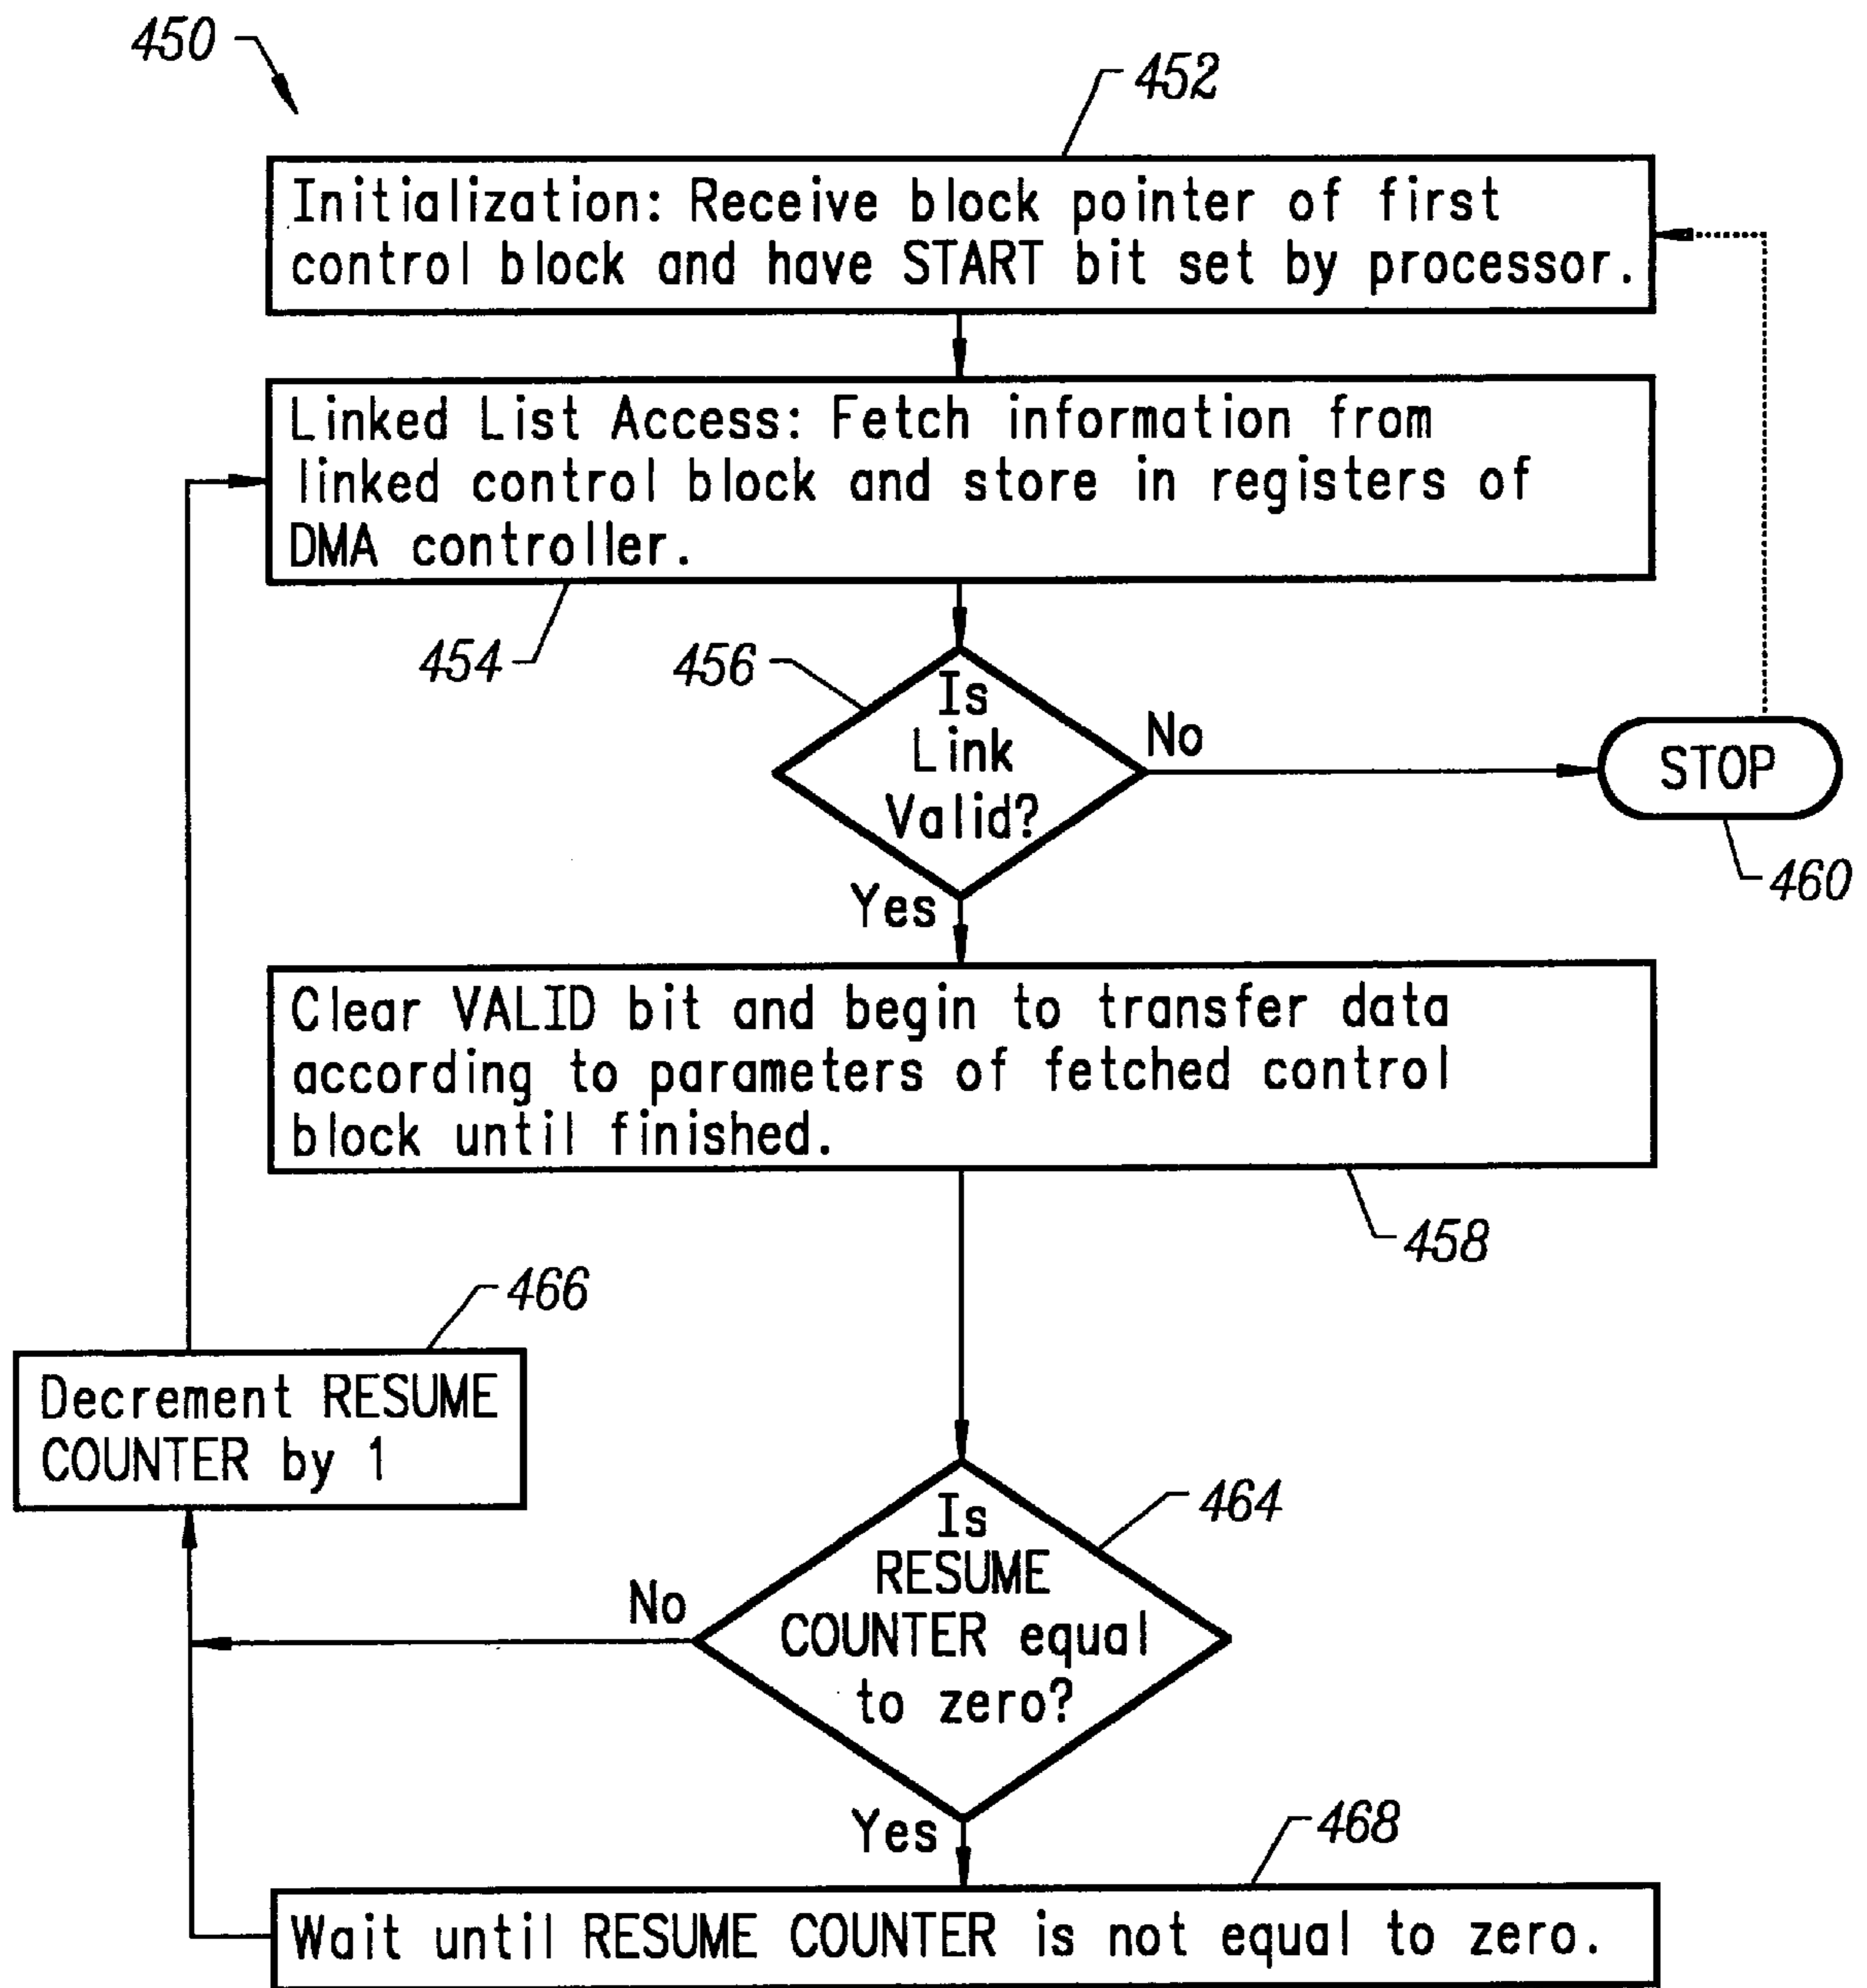 450
452
Initialization: Receive block pointer of first
control block and have START bit set by processor.
Linked List Access: Fetch information from
linked control block and store in registers of
DMA controller.
454
456
Is
Link
Valid?
No
STOP
460
Yes
Clear VALID bit and begin to transfer data
according to parameters of fetched control
block until finished.
458
466
Decrement RESUME
COUNTER by 1
464
Is
RESUME
COUNTER equal
to zero?
No
Yes
468
Wait until RESUME COUNTER is not equal to zero.